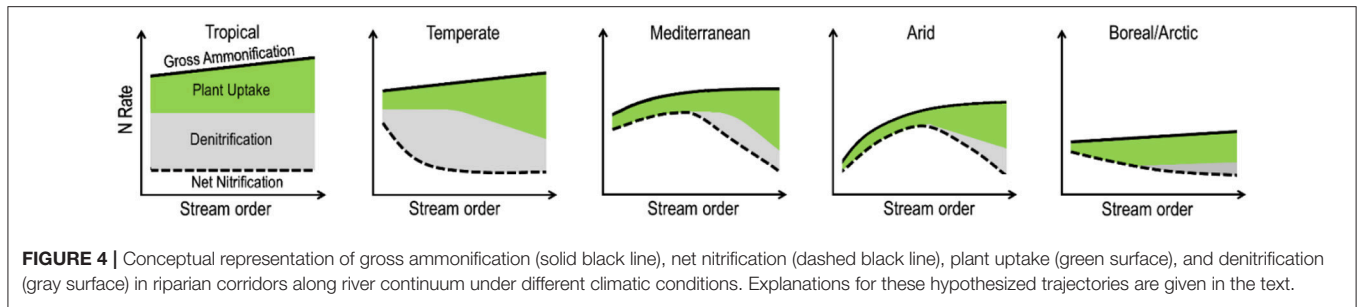 Tropical
Temperate
Mediterranean
Arid
Boreal/Arctic
Gross Ammonification
Plant Uptake
N Rate
Denitrification
Net Nitrification
Stream order
Stream order
Stream order
Stream order
Stream order
FIGURE 4 | Conceptual representation of gross ammonification (solid black line), net nitrification (dashed black line), plant uptake (green surface), and denitrification
(gray surface) in riparian corridors along river continuum under different climatic conditions. Explanations for these hypothesized trajectories are given in the text.